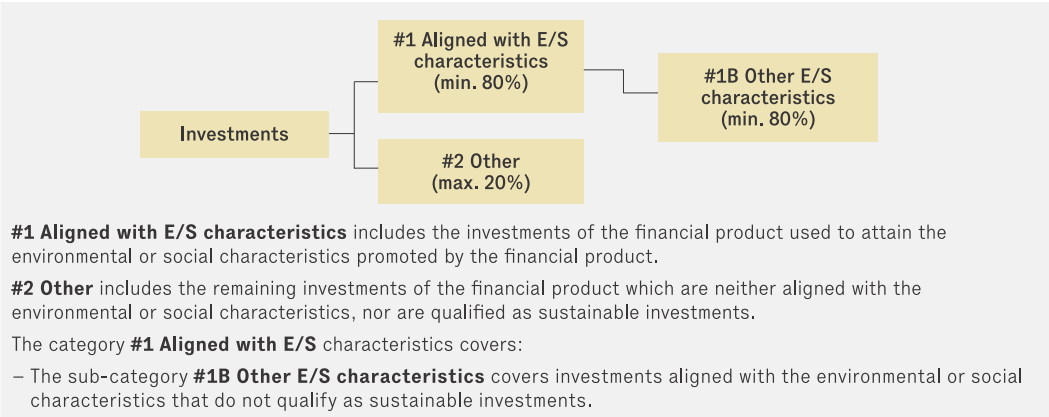 #1 Aligned with E/S
characteristics
(min. 80%)
#1B Other E/S
characteristics
(min. 80%)
Investments
#2 Other
(max. 20%)
#1 Aligned with E/S characteristics includes the investments of the financial product used to attain the
environmental or social characteristics promoted by the financial product.
#2 Other includes the remaining investments of the financial product which are neither aligned with the
environmental or social characteristics, nor are qualified as sustainable investments.
The category #1 Aligned with E/S characteristics covers:
– The sub-category #1B Other E/S characteristics covers investments aligned with the environmental or social
characteristics that do not qualify as sustainable investments.